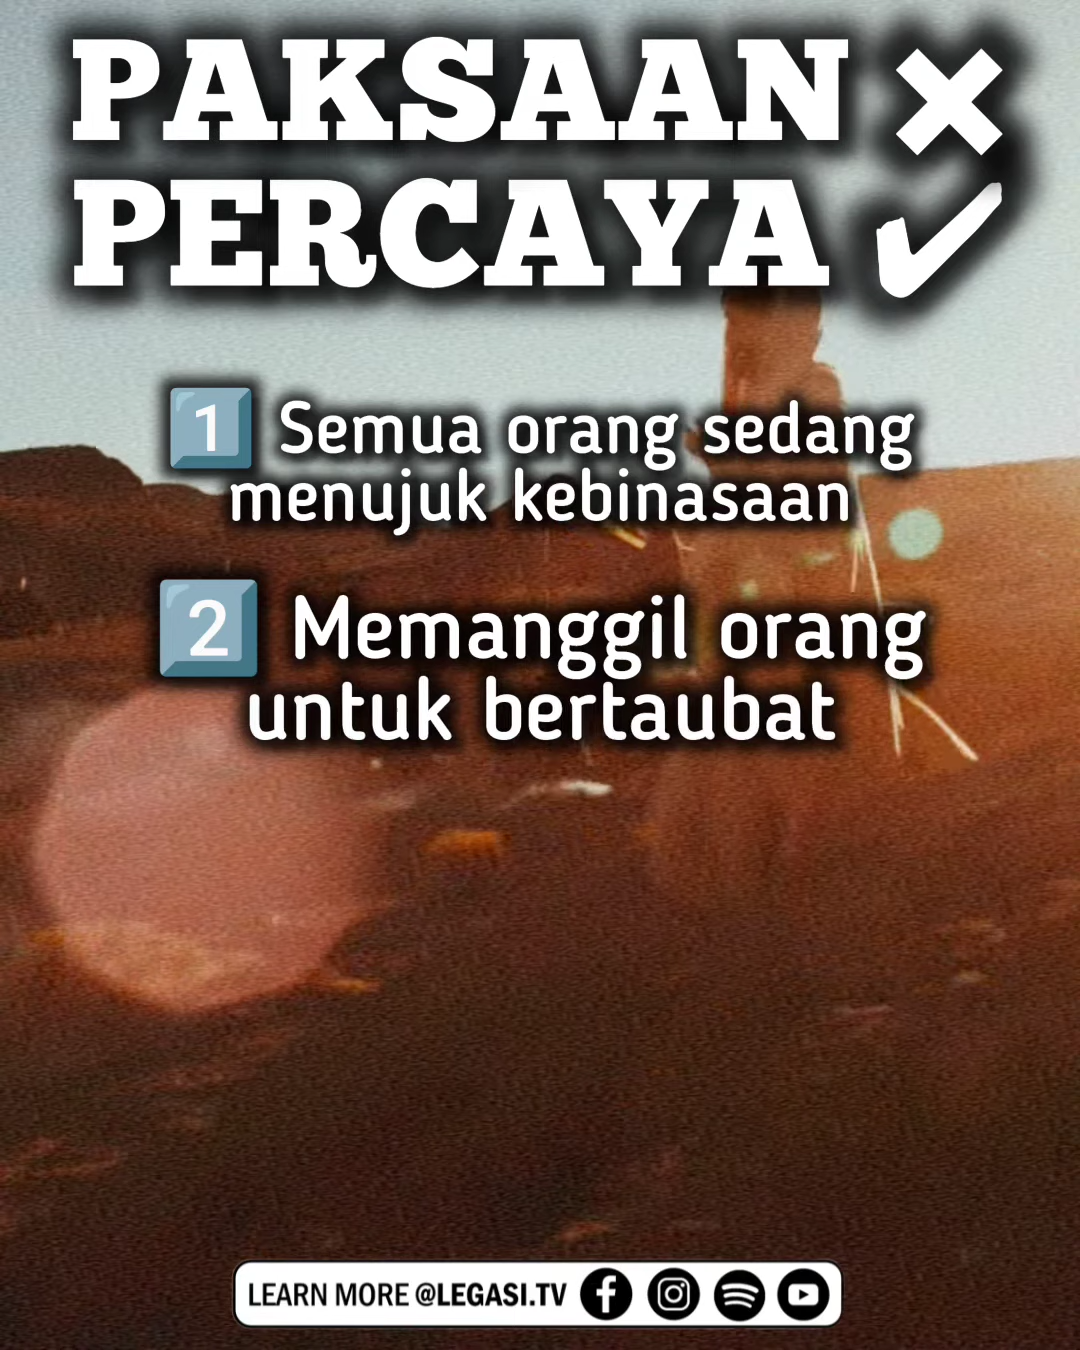 PAKSAAN ✖
PERCAYA ✔
1️⃣ Semua orang sedang
menujuk kebinasaan
2️⃣ Memanggil orang
untuk bertaubat
LEARN MORE @LEGASI.TV